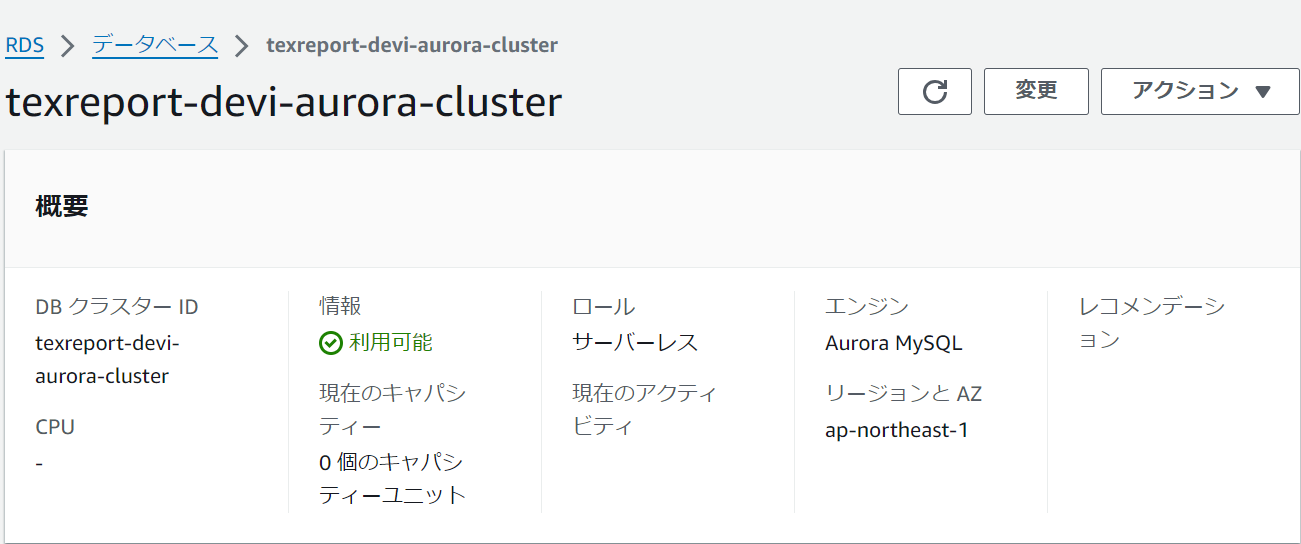 RDS > データベース > texreport-devi-aurora-cluster
texreport-devi-aurora-cluster
変更
アクション ▼
概要
DB クラスター ID
texreport-devi-
aurora-cluster
CPU
-
情報
利用可能
現在のキャパシ
ティー
0 個のキャパシ
ティーユニット
ロール
サーバーレス
現在のアクティ
ビティ
エンジン
Aurora MySQL
リージョンと AZ
ap-northeast-1
レコメンデーシ
ョン